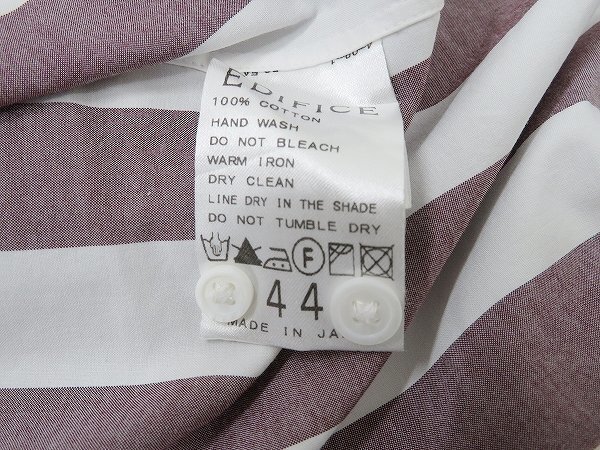 EDIFICE
100% COTTON
HAND WASH
DO NOT BLEACH
WARM IRON
DRY CLEAN
LINE DRY IN THE SHADE
DO NOT TUMBLE DRY
F
44
MADE IN